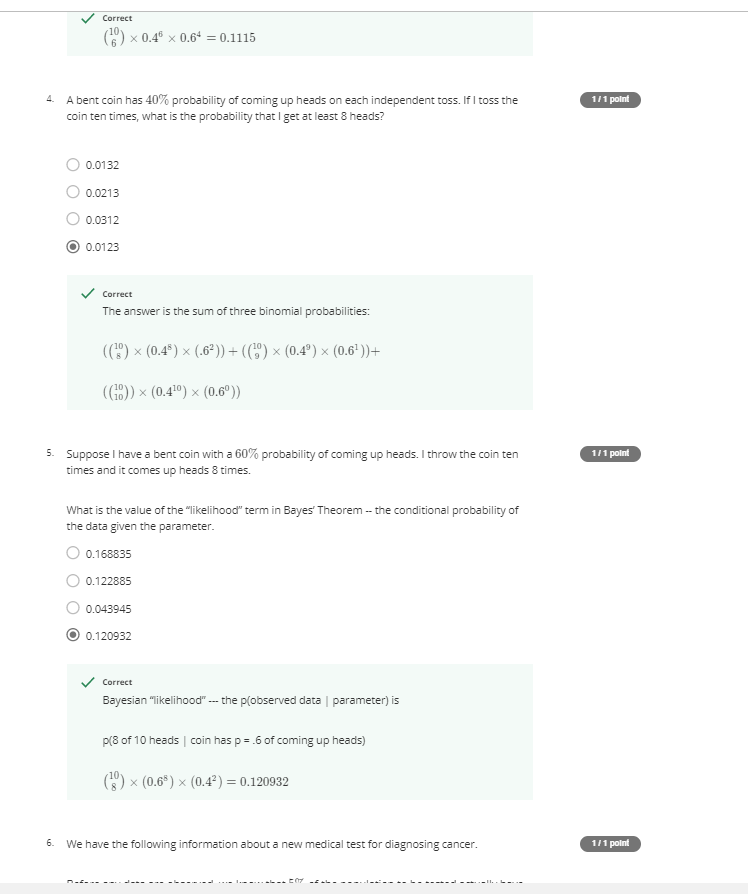 Correct
(10 6) × 0.4⁶ × 0.6⁴ = 0.1115
4. A bent coin has 40% probability of coming up heads on each independent toss. If I toss the 1 / 1 point
coin ten times, what is the probability that I get at least 8 heads?
0.0132
0.0213
0.0312
0.0123
Correct
The answer is the sum of three binomial probabilities:
((10 8) × (0.4⁸) × (.6²)) + ((10 9) × (0.4⁹) × (0.6¹))+
((10 10)) × (0.4¹⁰) × (0.6⁰))
5. Suppose I have a bent coin with a 60% probability of coming up heads. I throw the coin ten 1 / 1 point
times and it comes up heads 8 times.
What is the value of the "likelihood" term in Bayes' Theorem -- the conditional probability of
the data given the parameter.
0.168835
0.122885
0.043945
0.120932
Correct
Bayesian "likelihood" --- the p(observed data | parameter) is
p(8 of 10 heads | coin has p = .6 of coming up heads)
(10 8) × (0.6⁸) × (0.4²) = 0.120932
6. We have the following information about a new medical test for diagnosing cancer. 1 / 1 point